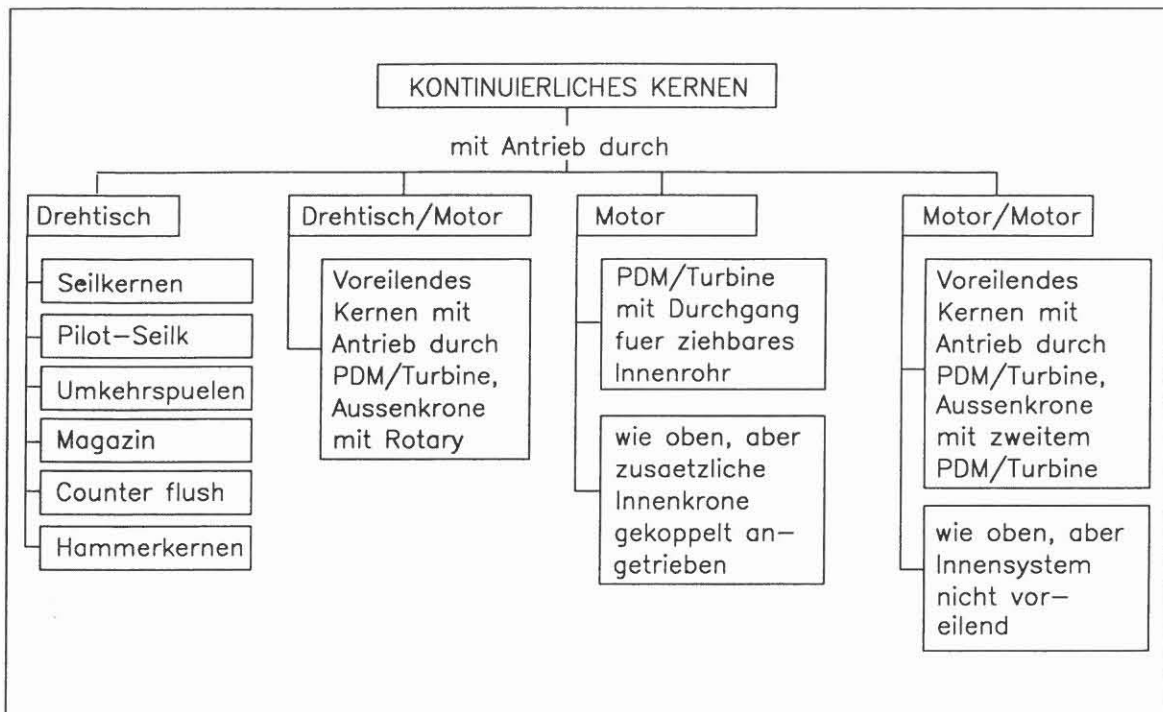 KONTINUIERLICHES KERNEN
mit Antrieb durch
Drehtisch
Seilkernen
Pilot-Seilk
Umkehrspuelen
Magazin
Counter flush
Hammerkernen
Drehtisch/Motor
Voreilendes
Kernen mit
Antrieb durch
PDM/Turbine,
Aussenkrone
mit Rotary
Motor
PDM/Turbine
mit Durchgang
fuer ziehbares
Innenrohr
wie oben, aber
zusaetzliche
Innenkrone
gekoppelt an-
getrieben
Motor/Motor
Voreilendes
Kernen mit
Antrieb durch
PDM/Turbine,
Aussenkrone
mit zweitem
PDM/Turbine
wie oben, aber
Innensystem
nicht vor-
eilend